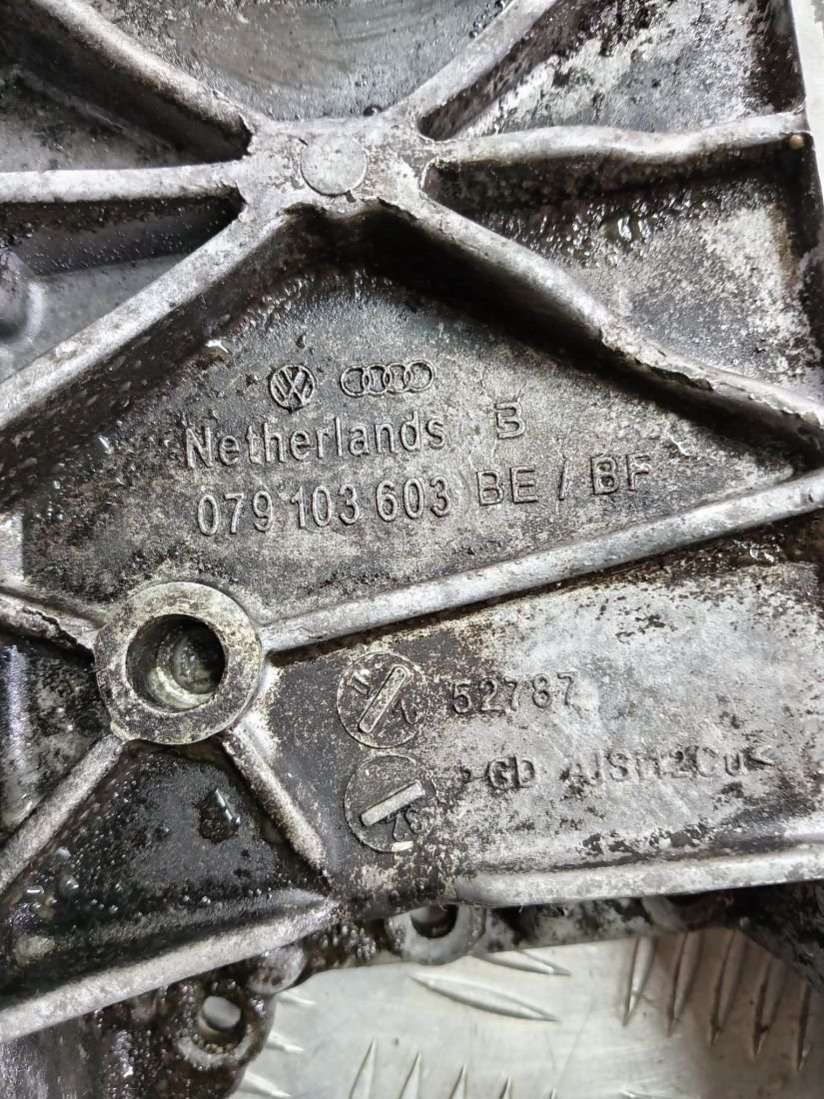 Netherlands B
079 103 603 BE / BF
52787
>GD AlSi12Cu<